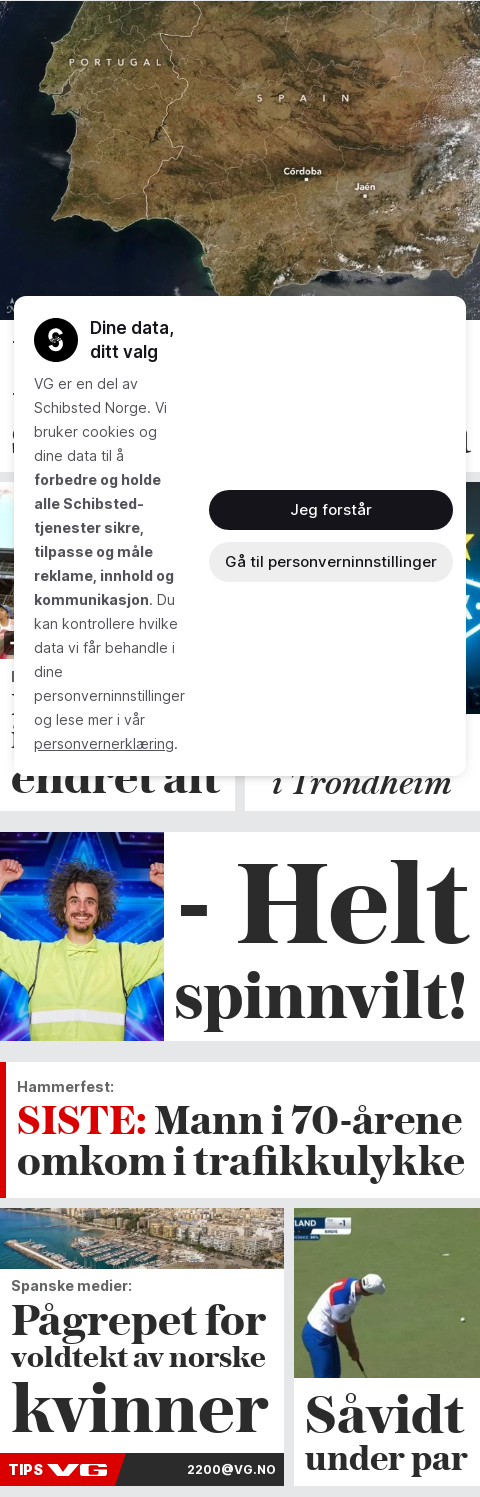 PORTUGAL
SPAIN
Córdoba
Jaén
Dine data,
ditt valg
VG er en del av
Schibsted Norge. Vi
bruker cookies og
dine data til å
forbedre og holde
alle Schibsted-
tjenester sikre,
tilpasse og måle
reklame, innhold og
kommunikasjon. Du
kan kontrollere hvilke
data vi får behandle i
dine
personverninnstillinger
og lese mer i vår
personvernerklæring.
Jeg forstår
Gå til personverninnstillinger
endret alt
i Trondheim
- Helt
spinnvilt!
Hammerfest:
SISTE: Mann i 70-årene
omkom i trafikkulykke
Spanske medier:
Pågrepet for
voldtekt av norske
kvinner
TIPS VG 2200@VG.NO
LAND -1
Såvidt
under par